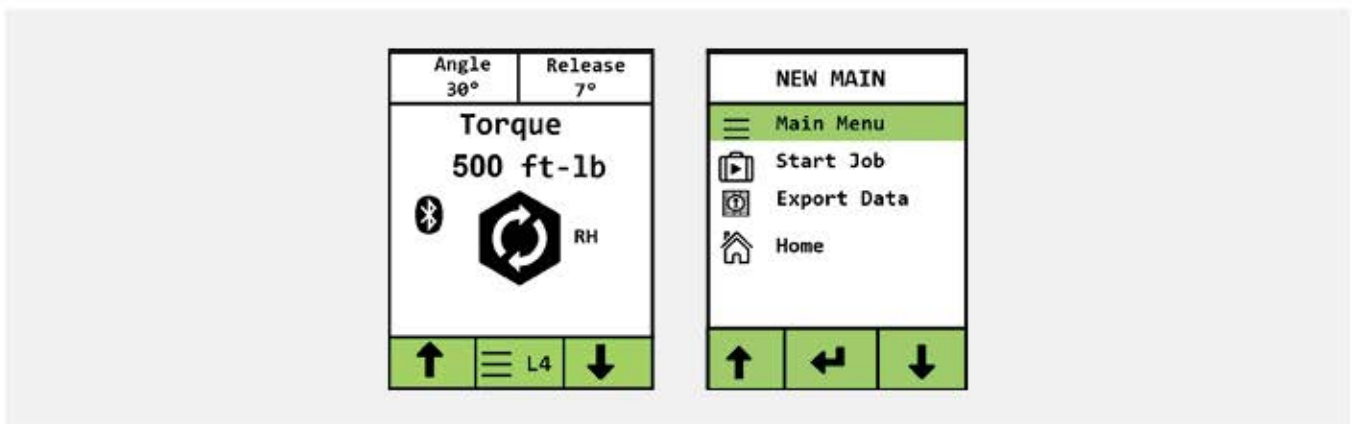 Angle
30°
Release
7°
Torque
500 ft-lb
RH
L4
NEW MAIN
Main Menu
Start Job
Export Data
Home